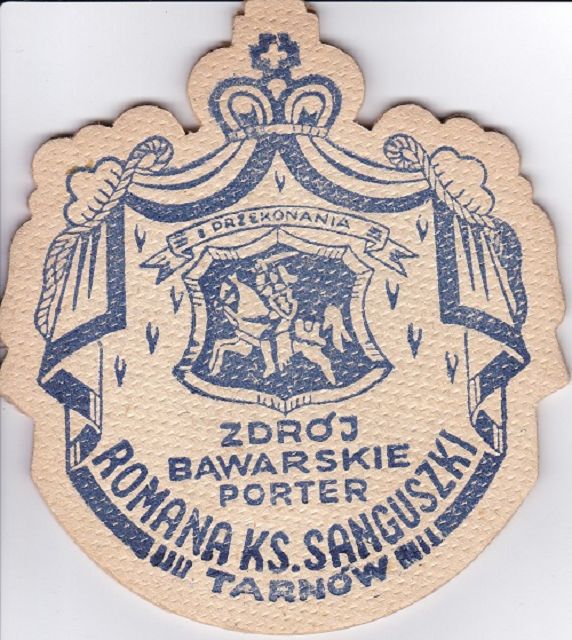 Z PRZEKONANIA
ZDRÓJ
BAWARSKIE
PORTER
ROMANA KS. SANGUSZKI
TARNÓW